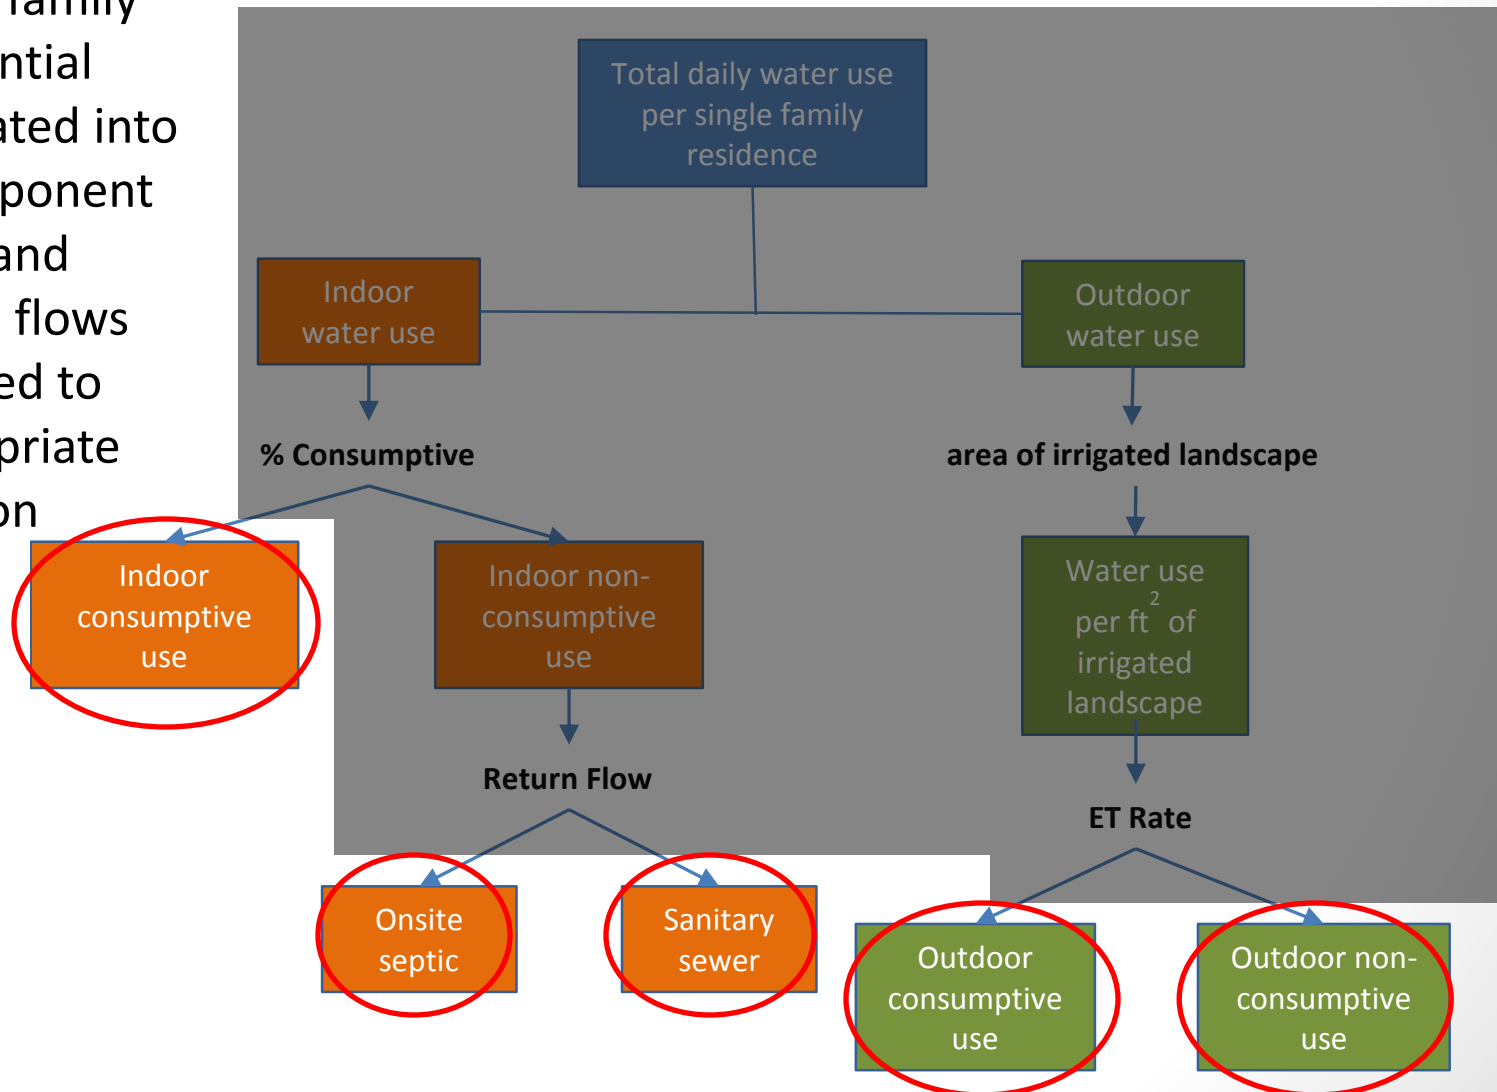 family
ntial
ated into
ponent
and
flows
ed to
priate
on
Total daily water use
per single family
residence
Indoor
water use
Outdoor
water use
% Consumptive
area of irrigated landscape
Indoor
consumptive
use
Indoor non-
consumptive
use
Water use
per ft2 of
irrigated
landscape
Return Flow
ET Rate
Onsite
septic
Sanitary
sewer
Outdoor
consumptive
use
Outdoor non-
consumptive
use